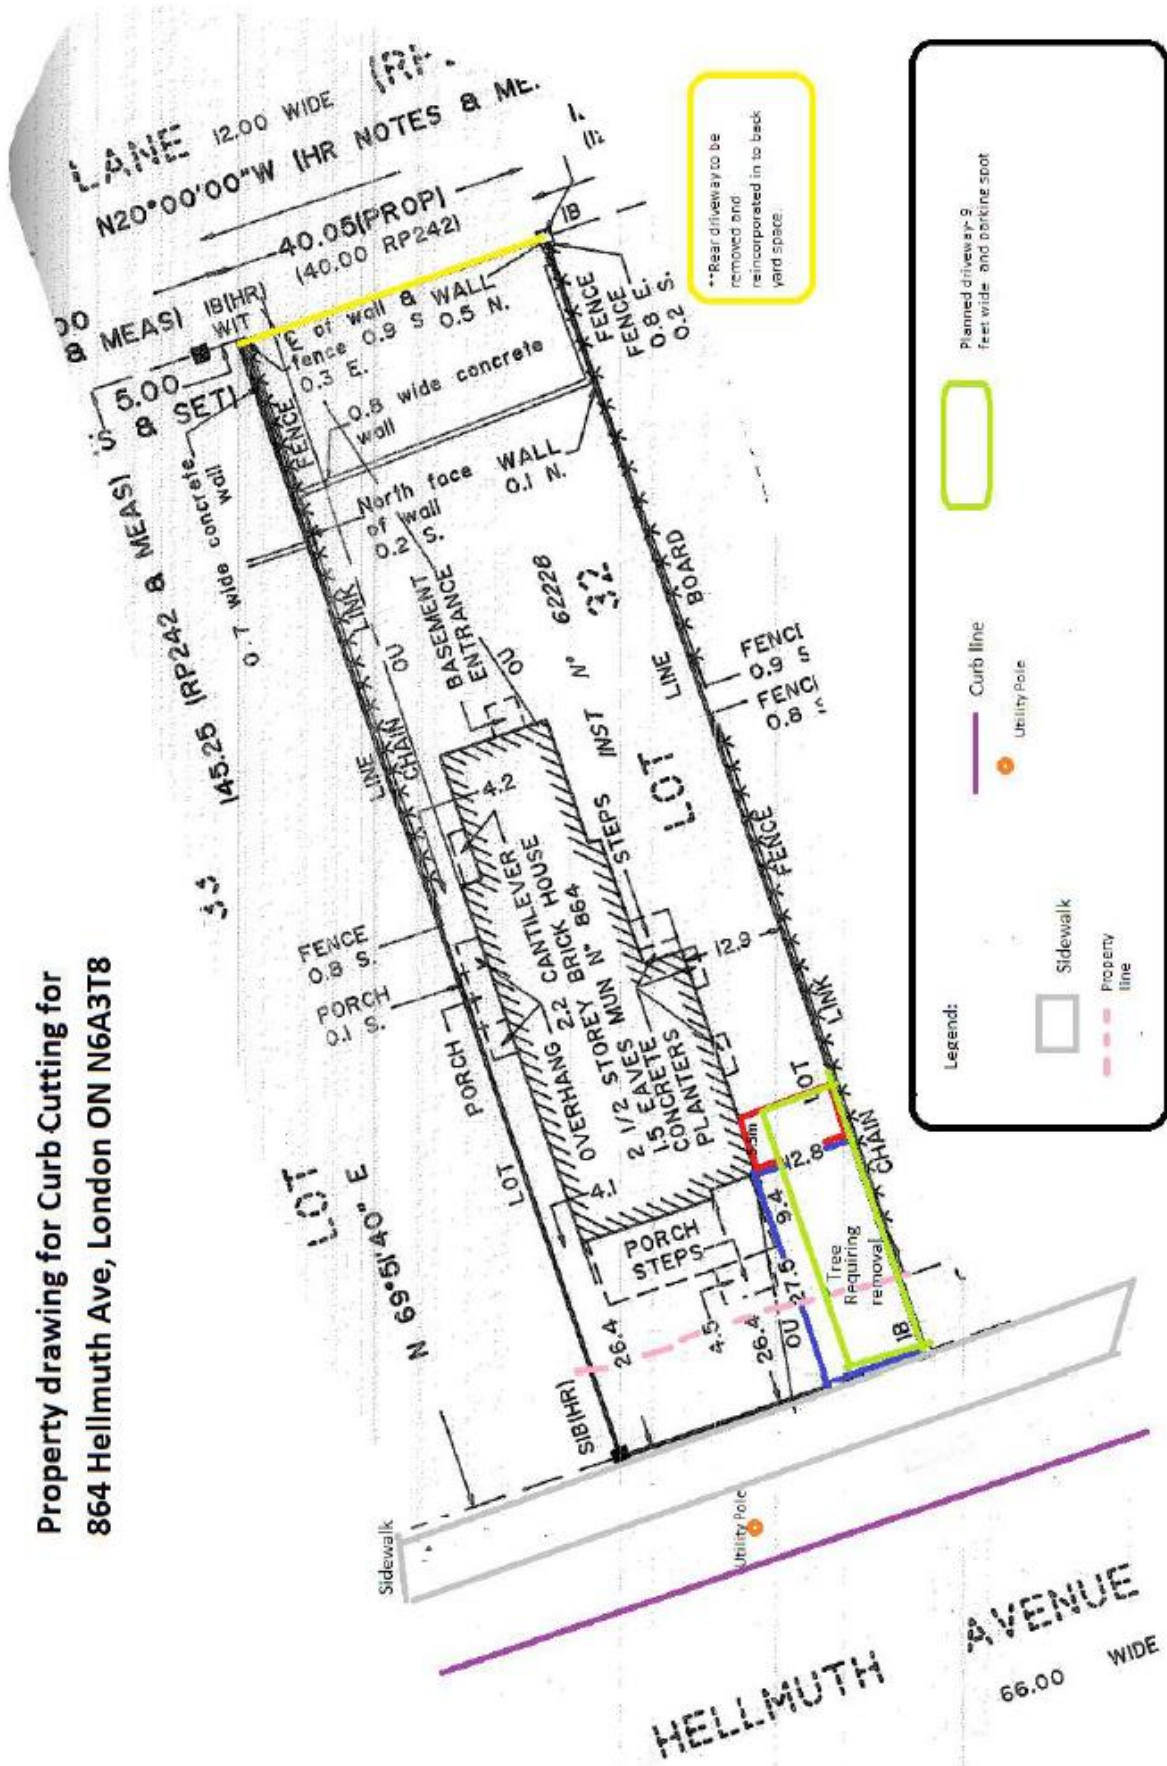 Property drawing for Curb Cutting for
864 Hellmuth Ave, London ON N6A3T8
LANE 12.00 WIDE
N20°00'00"W (HR NOTES & ME.
40.05(PROP)
(40.00 RP242)
& MEAS)
IB(HR)
WIT
5.00
S & SET)
145.25 (RP242 & MEAS)
0.7 wide concrete
wall
FENCE
of wall & WALL
fence 0.9 S 0.5 N.
0.3 E.
0.8 wide concrete
wall
IB
FENCE
FENCE
0.8 E.
0.2 S.
North face
of wall
0.2 S.
WALL
0.1 N.
**Rear driveway to be
removed and
reincorporated in to back
yard space.
LINK
OU
CHAIN
LINE
BASEMENT
ENTRANCE
OU
INST Nº 62228
32
LOT
LINE
BOARD
FENCE
FENCI
0.9 S
FENCI
0.8
33
LOT
N 69°51'40" E
FENCE
0.8 S.
PORCH
0.1 S.
PORCH
LOT
4.2
OVERHANG 2.2 CANTILEVER
2 1/2 STOREY BRICK HOUSE
MUN Nº 864
1.5 EAVES
CONCRETE
PLANTERS
STEPS
12.9
4.1
PORCH
STEPS
9.4
12.8
LOT
LINK
CHAIN
Tree
Requiring
removal
SIB(HR)
26.4
4.5
26.4
OU
27.5
IB
Sidewalk
Utility Pole
HELLMUTH AVENUE
66.00 WIDE
Legend:
Sidewalk
Property
line
Curb line
Utility Pole
Planned driveway- 9
feet wide and parking spot